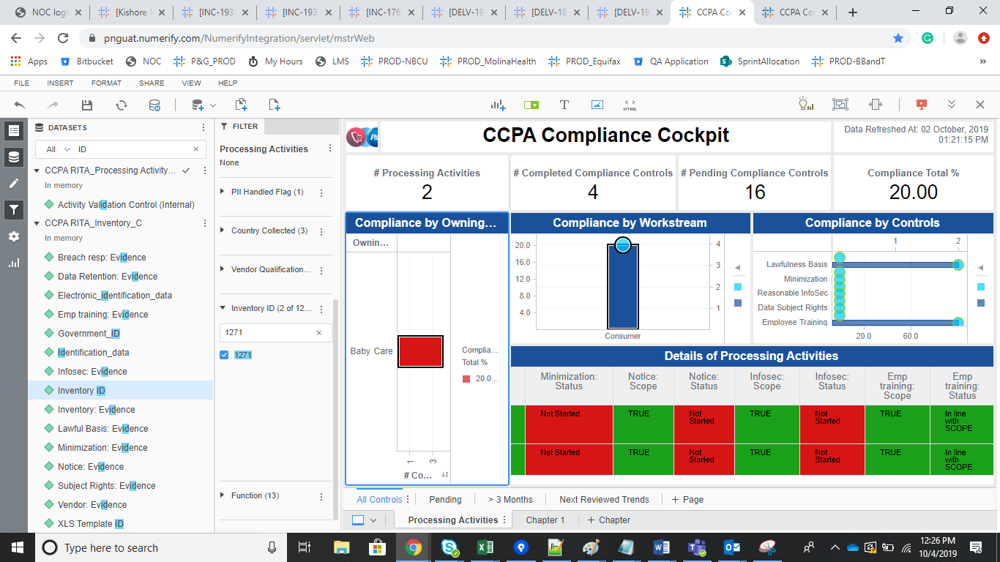 NOC logi
[Kishore
[INC-193
[INC-193
[INC-176
[DELV-19
[DELV-18
[DELV-19
CCPA Co
CCPA Co
pnguat.numerify.com/NumerifyIntegration/servlet/mstrWeb
Apps
Bitbucket
NOC
P&G_PROD
My Hours
LMS
PROD-NBCU
PROD_MolinaHealth
PROD_Equifax
QA Application
SprintAllocation
PROD-BBandT
»
FILE
INSERT
FORMAT
SHARE
VIEW
HELP
HTML
DATASETS
All
ID
CCPA RITA_Processing Activity...
In memory
Activity Validation Control (Internal)
CCPA RITA_Inventory_C
In memory
Breach resp: Evidence
Data Retention: Evidence
Electronic_identification_data
Emp training: Evidence
Government_ID
Identification_data
Infosec: Evidence
Inventory ID
Inventory: Evidence
Lawful Basis: Evidence
Minimization: Evidence
Notice: Evidence
Subject Rights: Evidence
Vendor: Evidence
XLS Template ID
FILTER
Processing Activities
None
PII Handled Flag (1)
Country Collected (3)
Vendor Qualification...
Inventory ID (2 of 12...
1271
1271
Function (13)
CCPA Compliance Cockpit
Data Refreshed At: 02 October, 2019
01:21:15 PM
# Processing Activities
2
# Completed Compliance Controls
4
# Pending Compliance Controls
16
Compliance Total %
20.00
Compliance by Owning...
Ownin...
Baby Care
1
3
# Co...
Complia...
Total %
20.0...
Compliance by Workstream
20.0
16.0
12.0
8.0
4.0
4
3
2
1
Consumer
Compliance by Controls
1
2
Lawfulness Basis
Minimization
Reasonable InfoSec
Data Subject Rights
Employee Training
20.0
60.0
Details of Processing Activities
Minimization:
Status
Notice:
Scope
Notice:
Status
Infosec:
Scope
Infosec:
Status
Emp
training:
Scope
Emp
training:
Status
Not Started
TRUE
Not
Started
TRUE
Not
Started
TRUE
In line
with
SCOPE
Not Started
TRUE
Not
Started
TRUE
Not
Started
TRUE
In line
with
SCOPE
All Controls
Pending
> 3 Months
Next Reviewed Trends
+ Page
Processing Activities
Chapter 1
+ Chapter
Type here to search
12:26 PM
10/4/2019